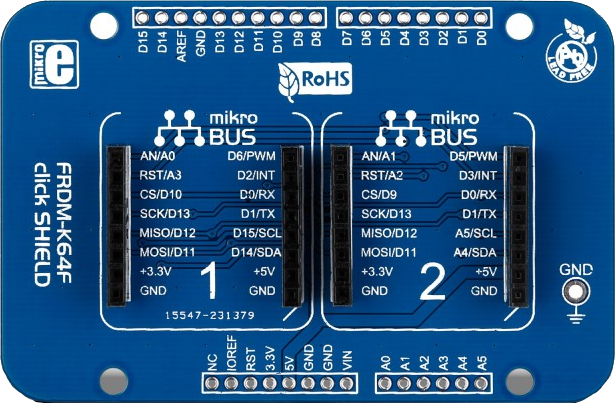 D15
D14
AREF
GND
D13
D12
D11
D10
D9
D8
D7
D6
D5
D4
D3
D2
D1
D0
mikro
e
RoHS
Pb
LEAD FREE
mikro
BUS
AN/A0 D6/PWM
RST/A3 D2/INT
CS/D10 D0/RX
SCK/D13 D1/TX
MISO/D12 D15/SCL
MOSI/D11 D14/SDA
+3.3V +5V
GND GND
1
15547-231379
mikro
BUS
AN/A1 D5/PWM
RST/A2 D3/INT
CS/D9 D0/RX
SCK/D13 D1/TX
MISO/D12 A5/SCL
MOSI/D11 A4/SDA
+3.3V +5V
GND GND
2
FRDM-K64F
click SHIELD
GND
NC
IOREF
RST
3.3V
5V
GND
GND
VIN
A0
A1
A2
A3
A4
A5